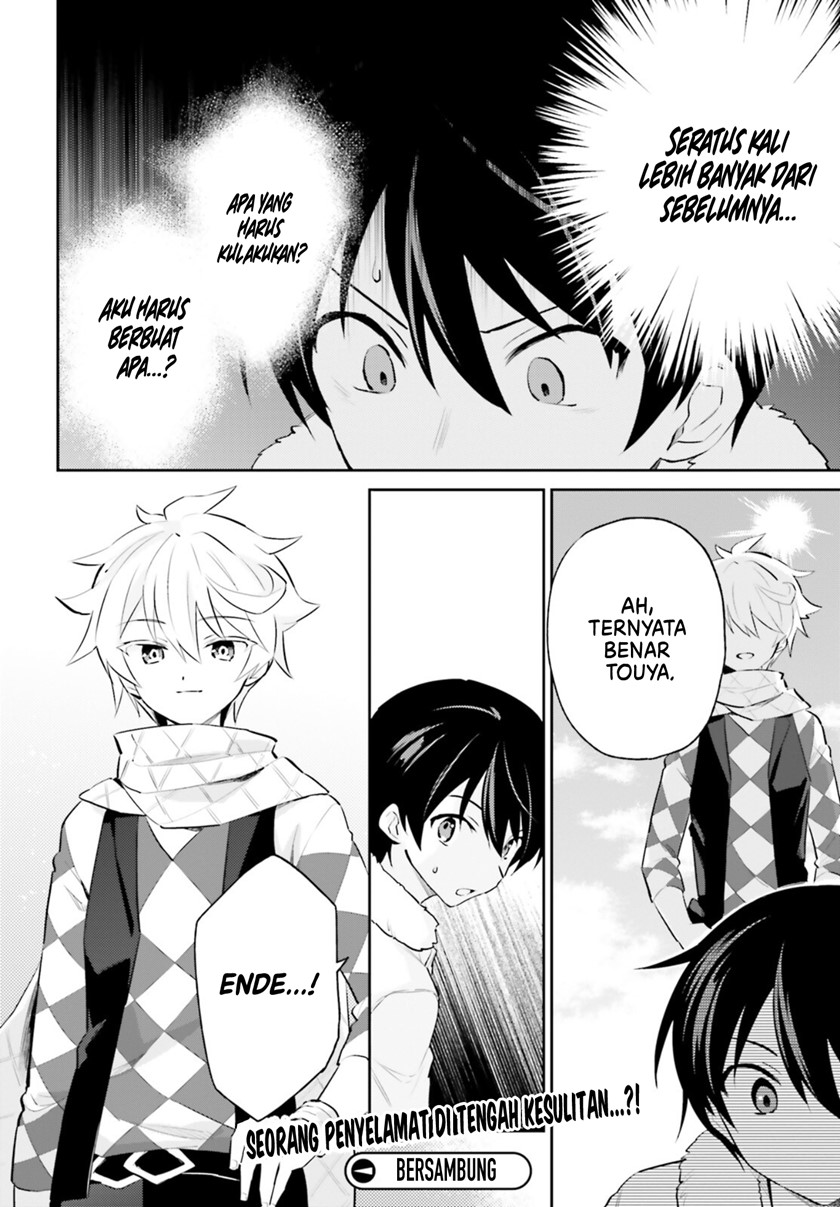 SERATUS KALI
LEBIH BANYAK DARI
SEBELUMNYA...
APA YANG
HARUS
KULAKUKAN?
AKU HARUS
BERBUAT
APA...?
AH,
TERNYATA
BENAR
TOUYA.
ENDE...!
SEORANG PENYELAMAT DI TENGAH KESULITAN...?!
BERSAMBUNG